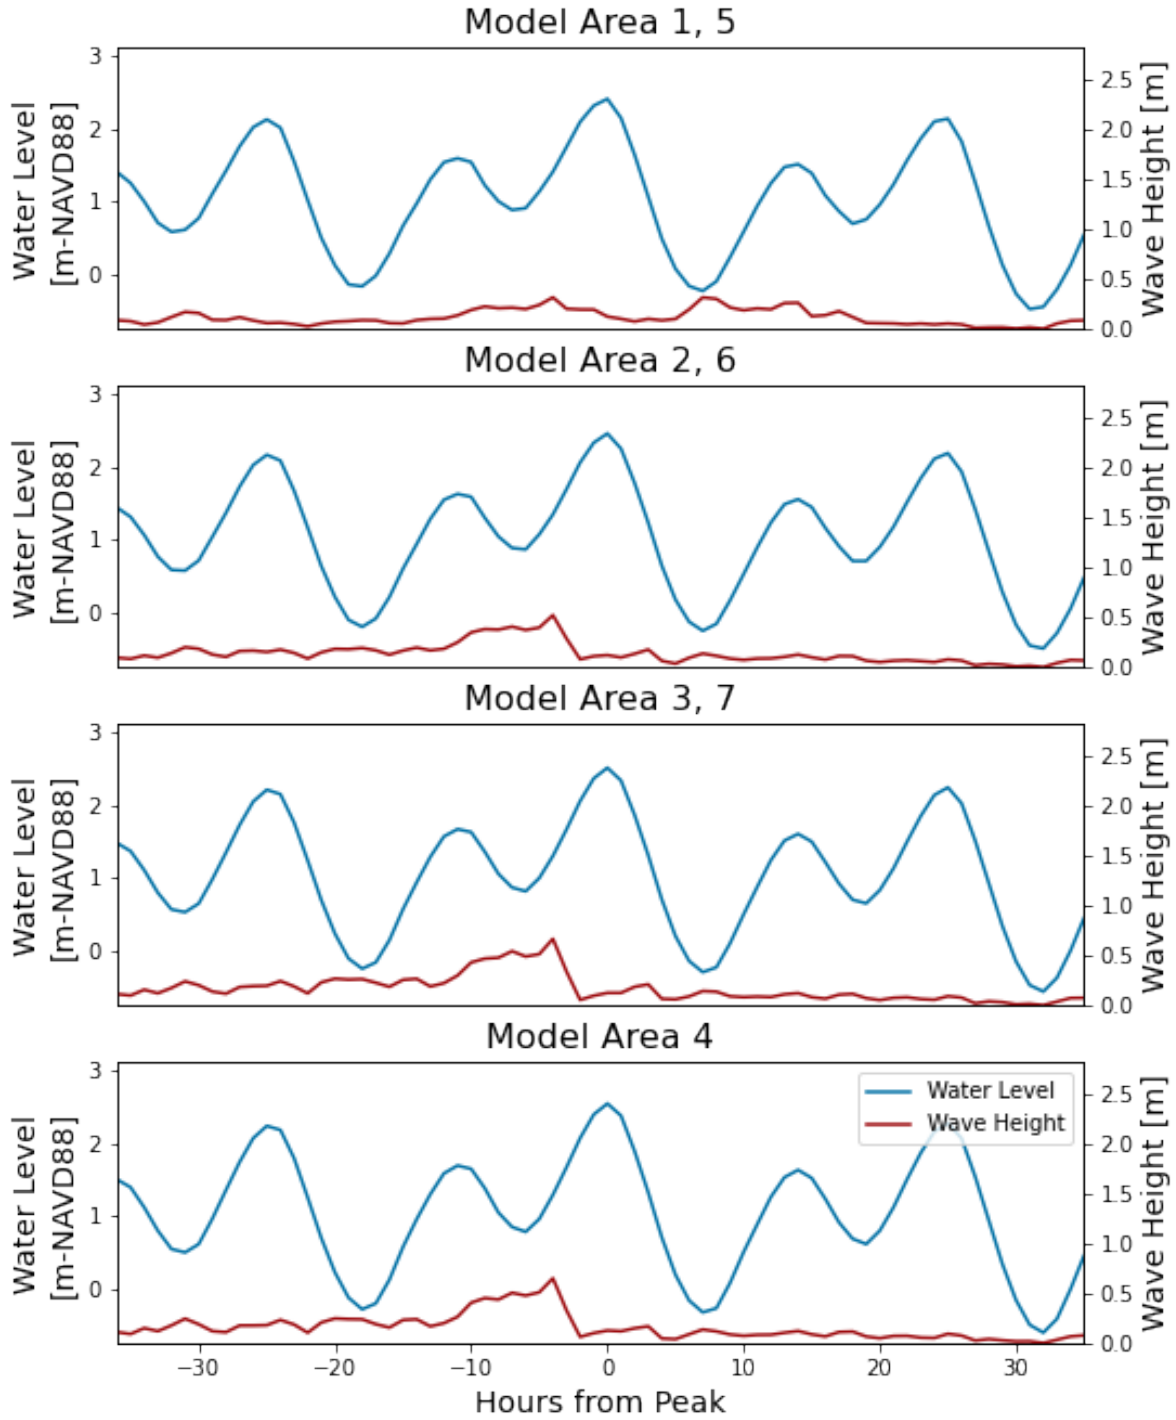 Model Area 1, 5
Water Level
[m-NAVD88]
3
2
1
0
2.5
2.0
1.5
1.0
0.5
0.0
Wave Height [m]
Model Area 2, 6
Water Level
[m-NAVD88]
3
2
1
0
2.5
2.0
1.5
1.0
0.5
0.0
Wave Height [m]
Model Area 3, 7
Water Level
[m-NAVD88]
3
2
1
0
2.5
2.0
1.5
1.0
0.5
0.0
Wave Height [m]
Model Area 4
Water Level
[m-NAVD88]
3
2
1
0
Water Level
Wave Height
2.5
2.0
1.5
1.0
0.5
0.0
Wave Height [m]
−30 −20 −10 0 10 20 30
Hours from Peak